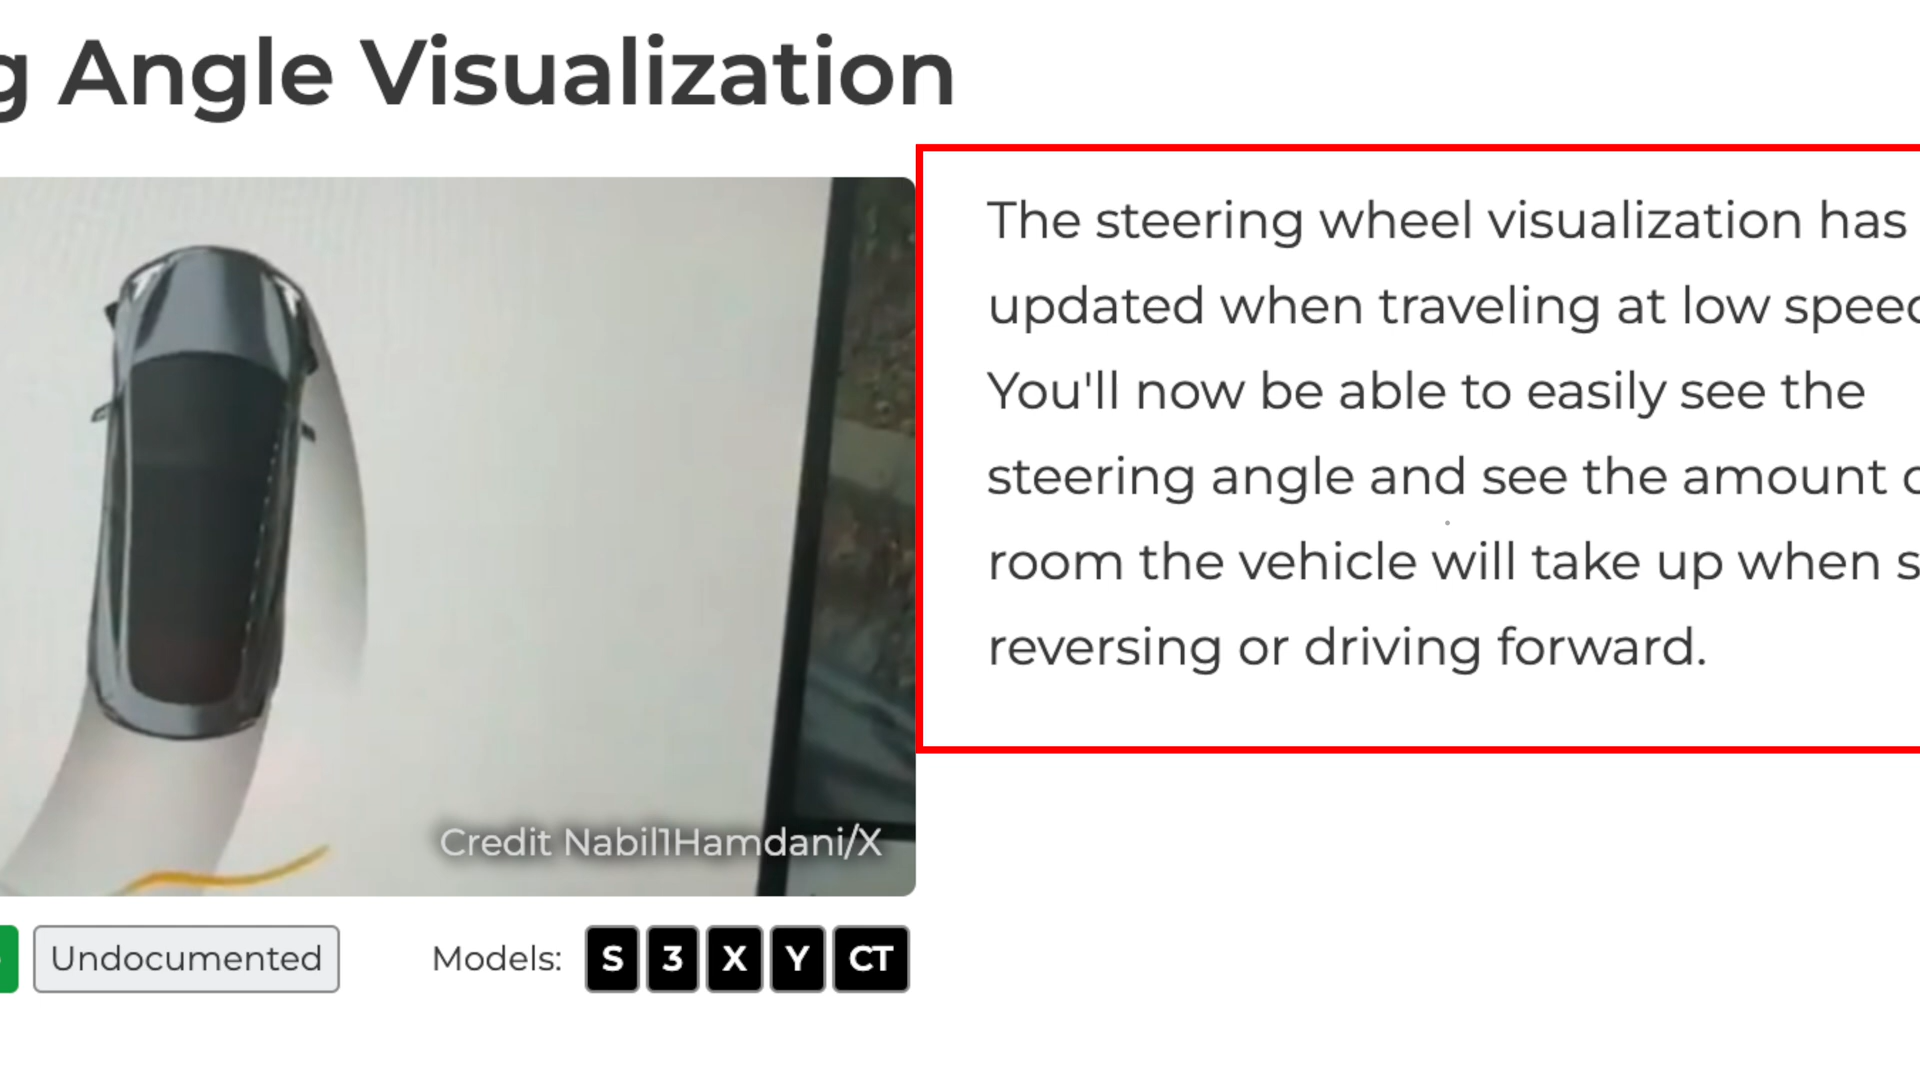 Angle Visualization
The steering wheel visualization has
updated when traveling at low
You'll now be able to easily see the
steering angle and see the amount
room the vehicle will take up when
reversing or driving forward.
Credit Nabil1Hamdani/X
Undocumented
Models: S 3 X Y CT